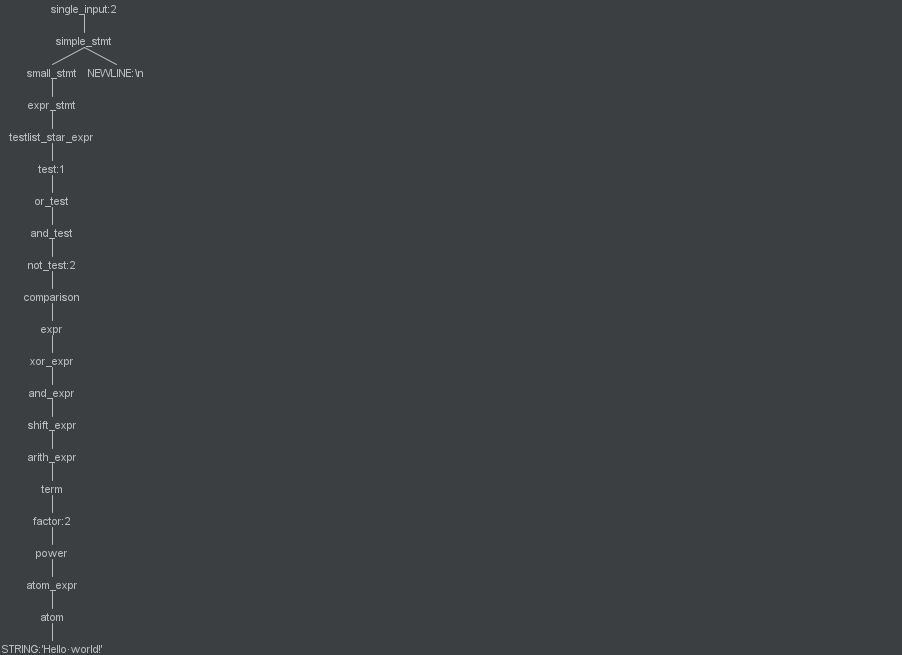 single_input:2
simple_stmt
small_stmt NEWLINE:\n
expr_stmt
testlist_star_expr
test:1
or_test
and_test
not_test:2
comparison
expr
xor_expr
and_expr
shift_expr
arith_expr
term
factor:2
power
atom_expr
atom
STRING:'Hello·world!'